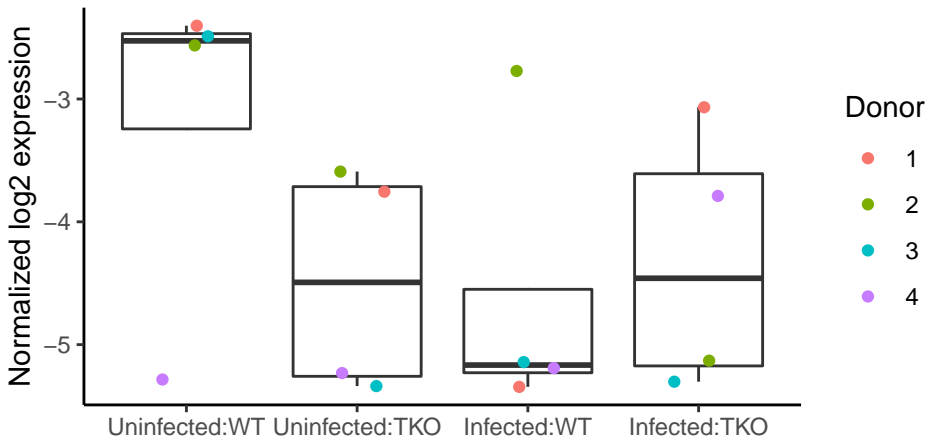 Normalized log2 expression
−3
−4
−5
Uninfected:WT
Uninfected:TKO
Infected:WT
Infected:TKO
Donor
1
2
3
4